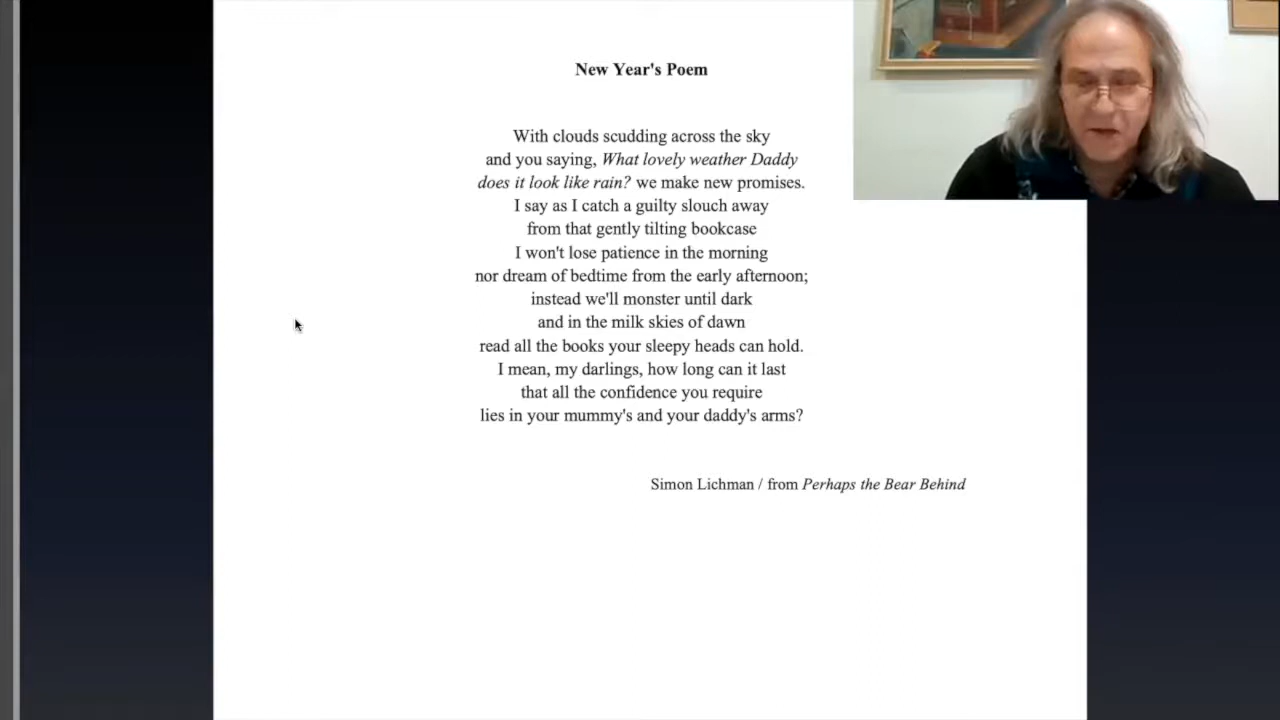 New Year's Poem
With clouds scudding across the sky
and you saying, What lovely weather Daddy
does it look like rain? we make new promises.
I say as I catch a guilty slouch away
from that gently tilting bookcase
I won't lose patience in the morning
nor dream of bedtime from the early afternoon;
instead we'll monster until dark
and in the milk skies of dawn
read all the books your sleepy heads can hold.
I mean, my darlings, how long can it last
that all the confidence you require
lies in your mummy's and your daddy's arms?
Simon Lichman / from Perhaps the Bear Behind